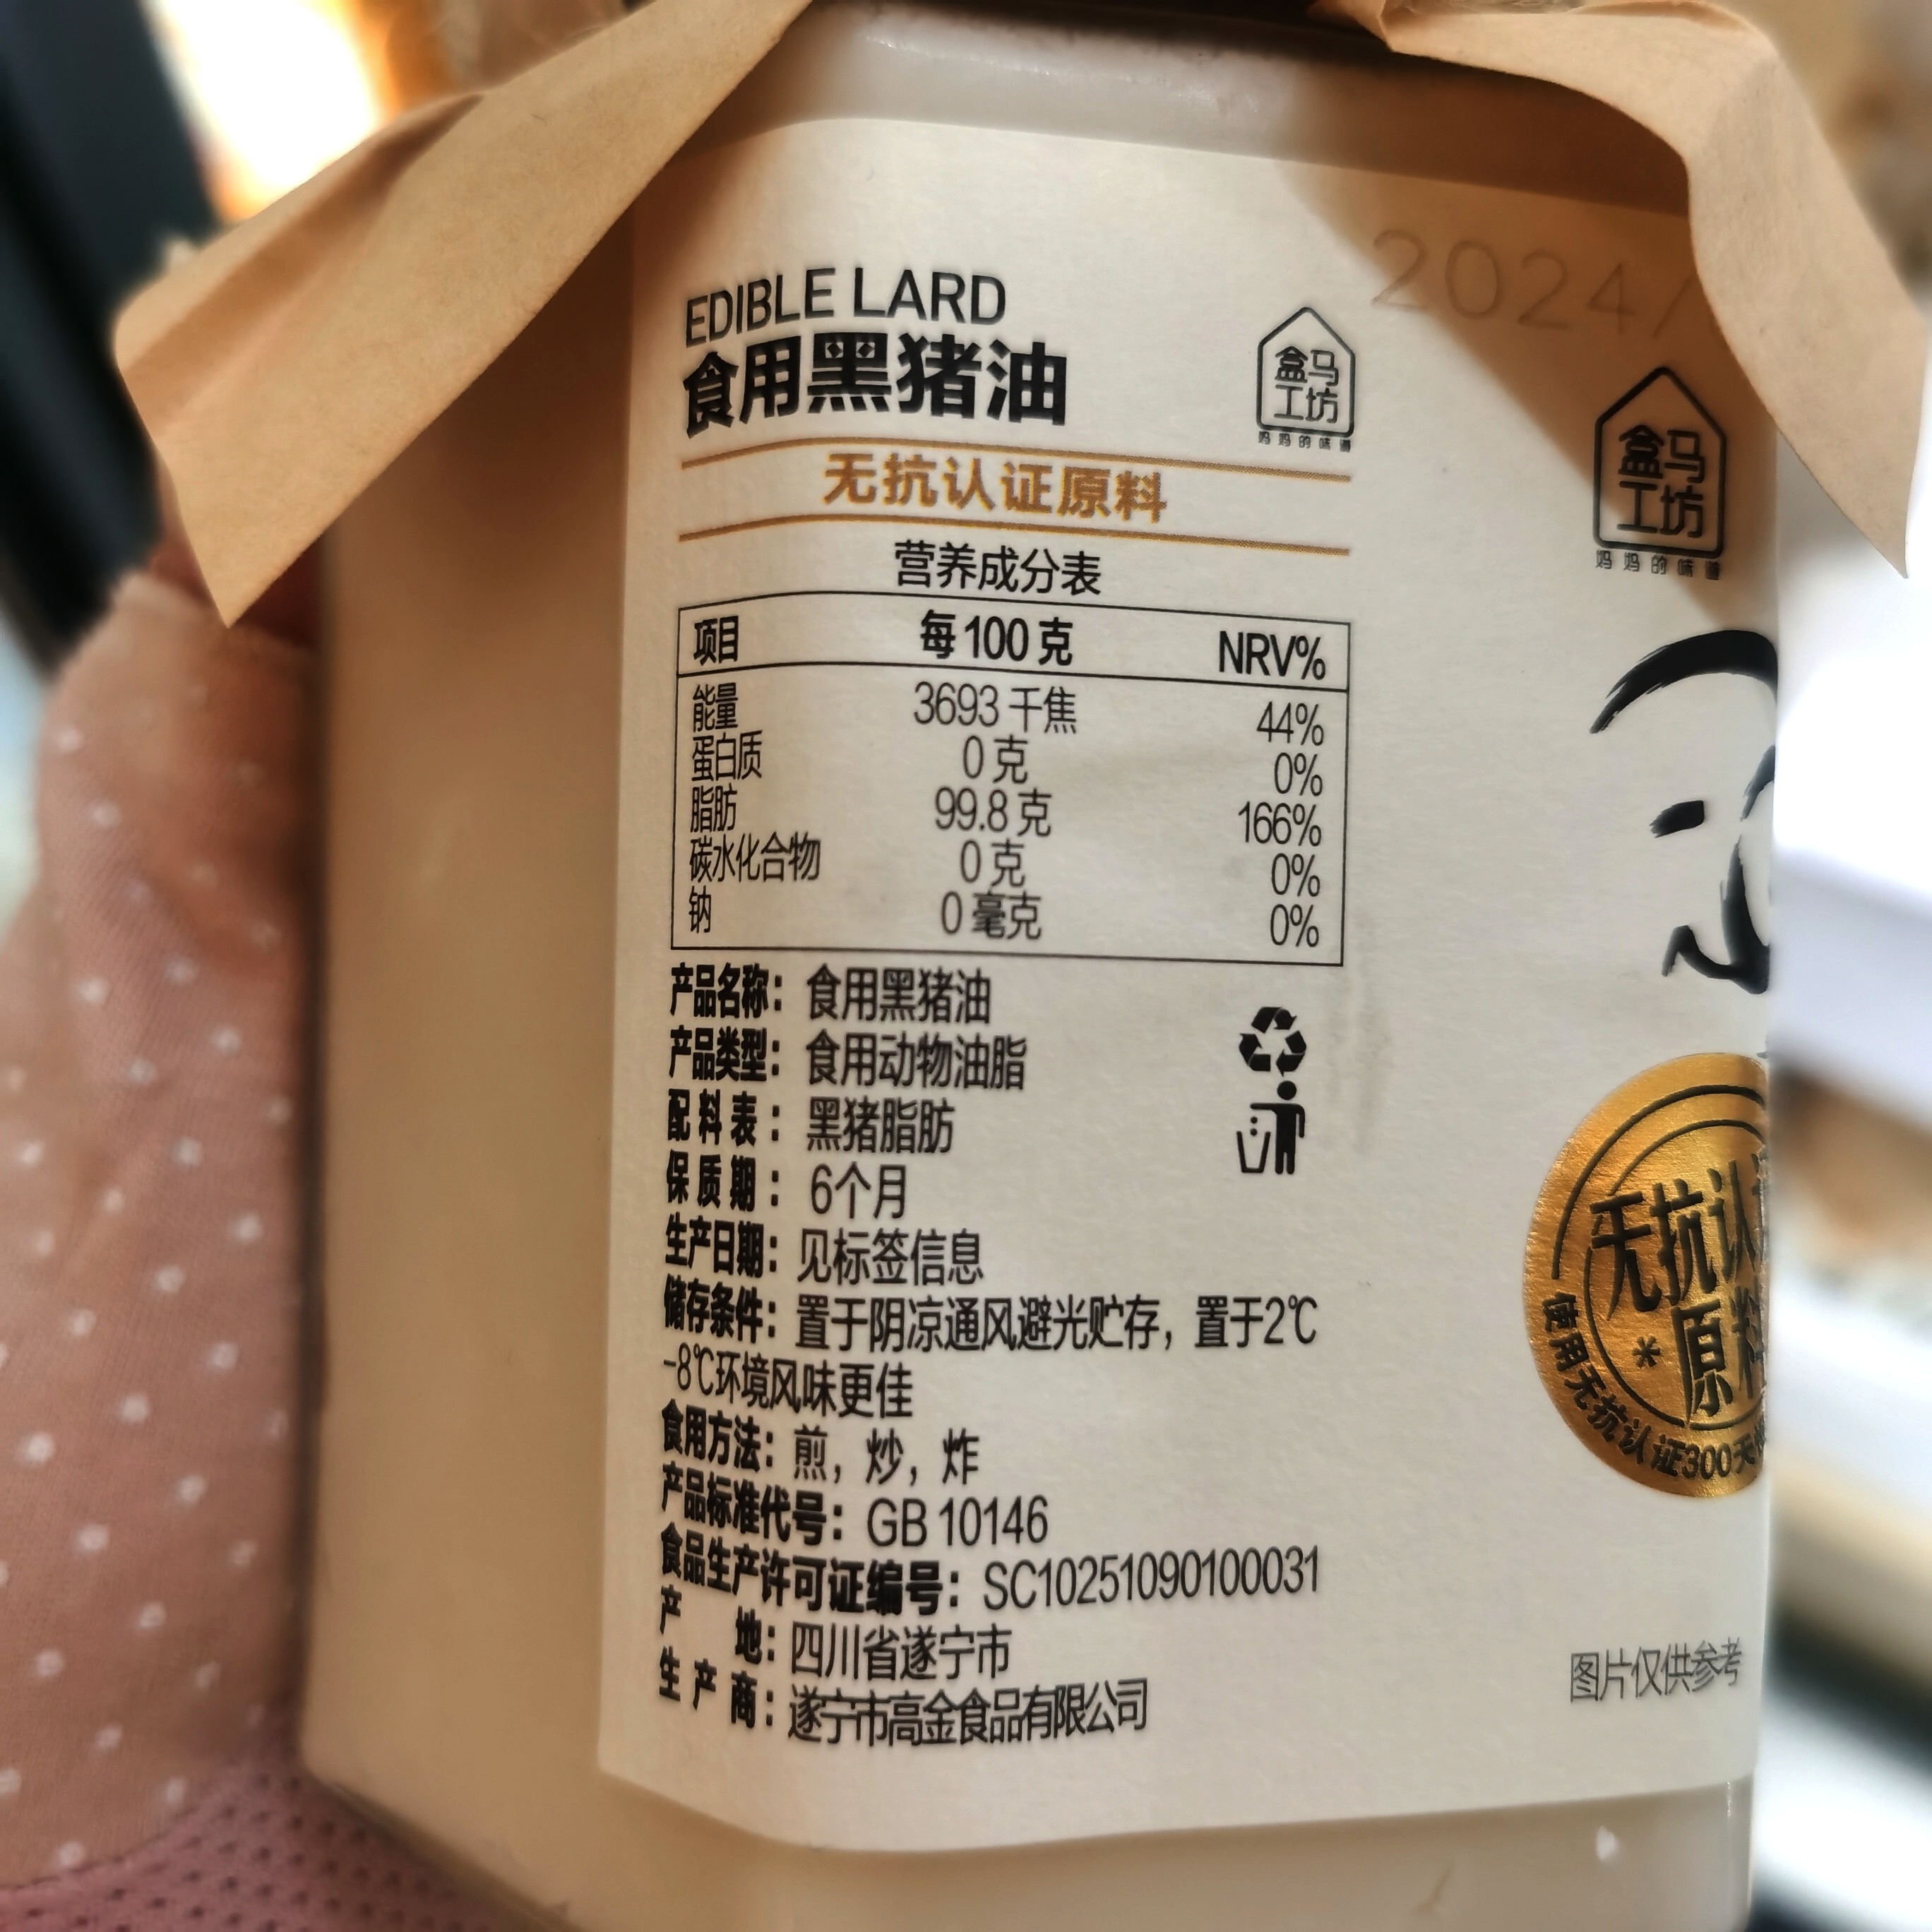 EDIBLE LARD
食用黑猪油
盒马
工坊
妈妈的味道
无抗认证原料
营养成分表
项目 每100克 NRV%
能量 3693千焦 44%
蛋白质 0克 0%
脂肪 99.8克 166%
碳水化合物 0克 0%
钠 0毫克 0%
产品名称：食用黑猪油
产品类型：食用动物油脂
配料表：黑猪脂肪
保质期：6个月
生产日期：见标签信息
储存条件：置于阴凉通风避光贮存，置于2℃
-8℃环境风味更佳
食用方法：煎，炒，炸
产品标准代号：GB 10146
食品生产许可证编号：SC10251090100031
产地：四川省遂宁市
生产商：遂宁市高金食品有限公司
2024/
盒马
工坊
妈妈的味道
无抗认
原料
使用无抗认证300天
图片仅供参考